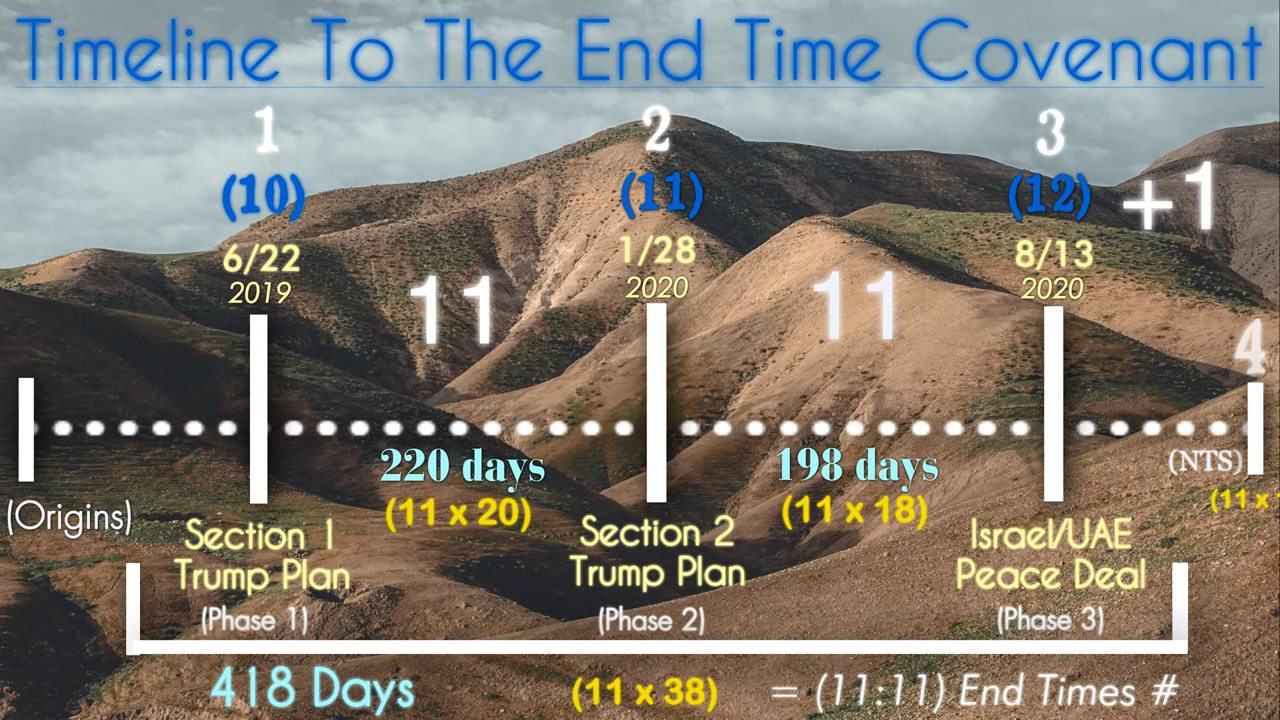 Timeline To The End Time Covenant
1
2
3
(10)
(11)
(12)
+1
6/22
1/28
8/13
2019
2020
2020
11
11
4
220 days
198 days
(NTS)
(11 x 20)
(11 x 18)
(11 x
(Origins)
Section 1
Trump Plan
(Phase 1)
Section 2
Trump Plan
(Phase 2)
Israel/UAE
Peace Deal
(Phase 3)
418 Days
(11 x 38)
= (11:11) End Times #